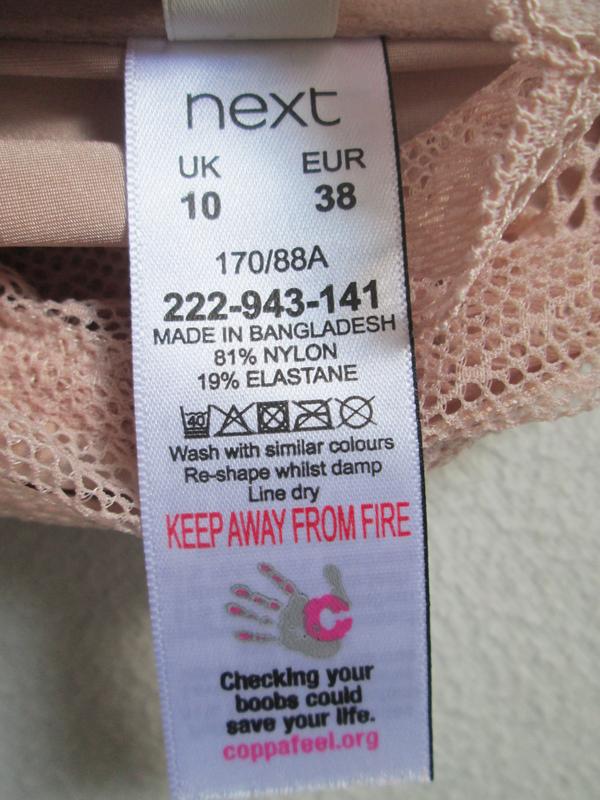 next
UK EUR
10 38
170/88A
222-943-141
MADE IN BANGLADESH
81% NYLON
19% ELASTANE
40
Wash with similar colours
Re-shape whilst damp
Line dry
KEEP AWAY FROM FIRE
C
Checking your
boobs could
save your life.
coppafeel.org